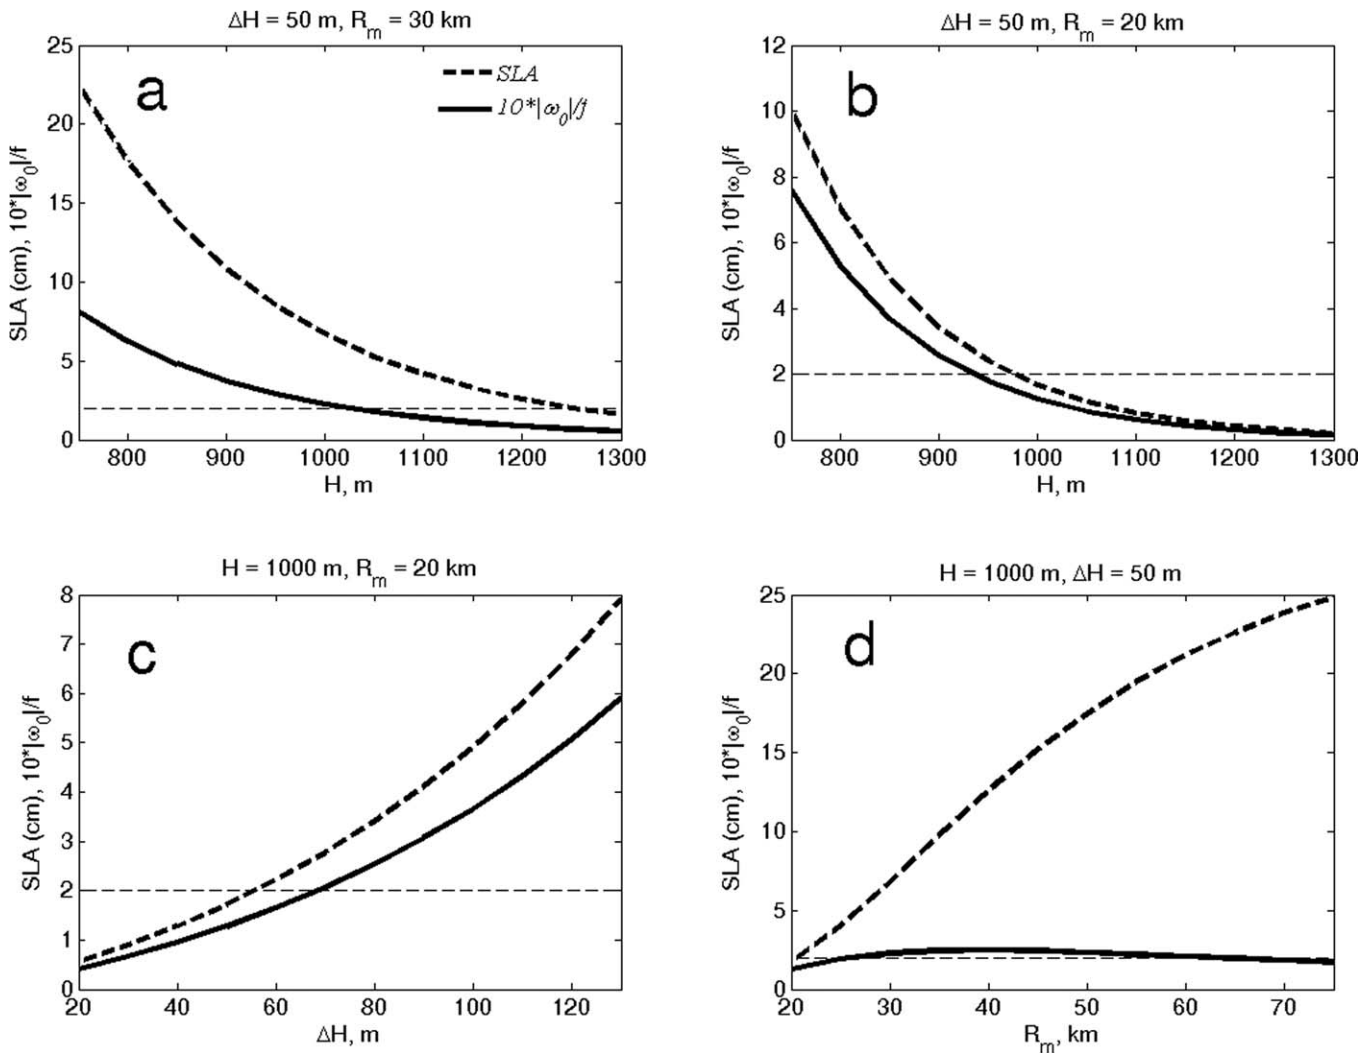 ΔH = 50 m, Rm = 30 km
SLA (cm), 10*|ω0|/f
25
20
15
10
5
0
a
SLA
10*|ω0|/f
800 900 1000 1100 1200 1300
H, m
ΔH = 50 m, Rm = 20 km
SLA (cm), 10*|ω0|/f
12
10
8
6
4
2
0
b
800 900 1000 1100 1200 1300
H, m
H = 1000 m, Rm = 20 km
SLA (cm), 10*|ω0|/f
8
7
6
5
4
3
2
1
0
c
20 40 60 80 100 120
ΔH, m
H = 1000 m, ΔH = 50 m
SLA (cm), 10*|ω0|/f
25
20
15
10
5
0
d
20 30 40 50 60 70
Rm, km